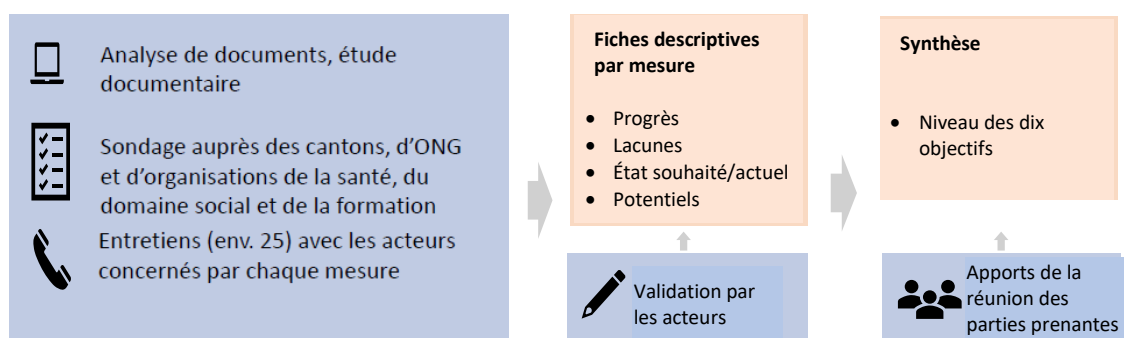 Analyse de documents, étude
documentaire
Sondage auprès des cantons, d'ONG
et d'organisations de la santé, du
domaine social et de la formation
Entretiens (env. 25) avec les acteurs
concernés par chaque mesure
Fiches descriptives
par mesure
• Progrès
• Lacunes
• État souhaité/actuel
• Potentiels
Validation par
les acteurs
Synthèse
• Niveau des dix
objectifs
Apports de la
réunion des
parties prenantes